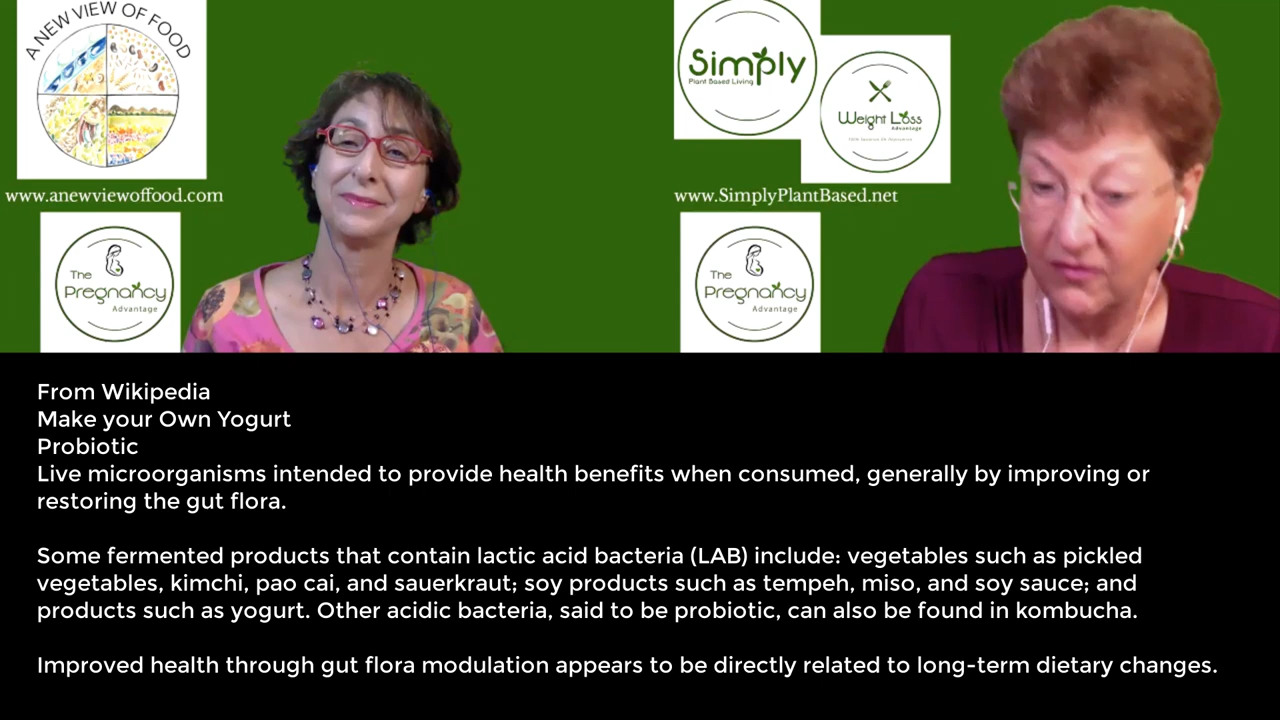 A NEW VIEW OF FOOD
www.anewviewoffood.com
The
Pregnancy
Advantage
Simply
Plant Based Living
Weight Loss
Advantage
www.SimplyPlantBased.net
The
Pregnancy
Advantage
From Wikipedia
Make your Own Yogurt
Probiotic
Live microorganisms intended to provide health benefits when consumed, generally by improving or
restoring the gut flora.
Some fermented products that contain lactic acid bacteria (LAB) include: vegetables such as pickled
vegetables, kimchi, pao cai, and sauerkraut; soy products such as tempeh, miso, and soy sauce; and
products such as yogurt. Other acidic bacteria, said to be probiotic, can also be found in kombucha.
Improved health through gut flora modulation appears to be directly related to long-term dietary changes.